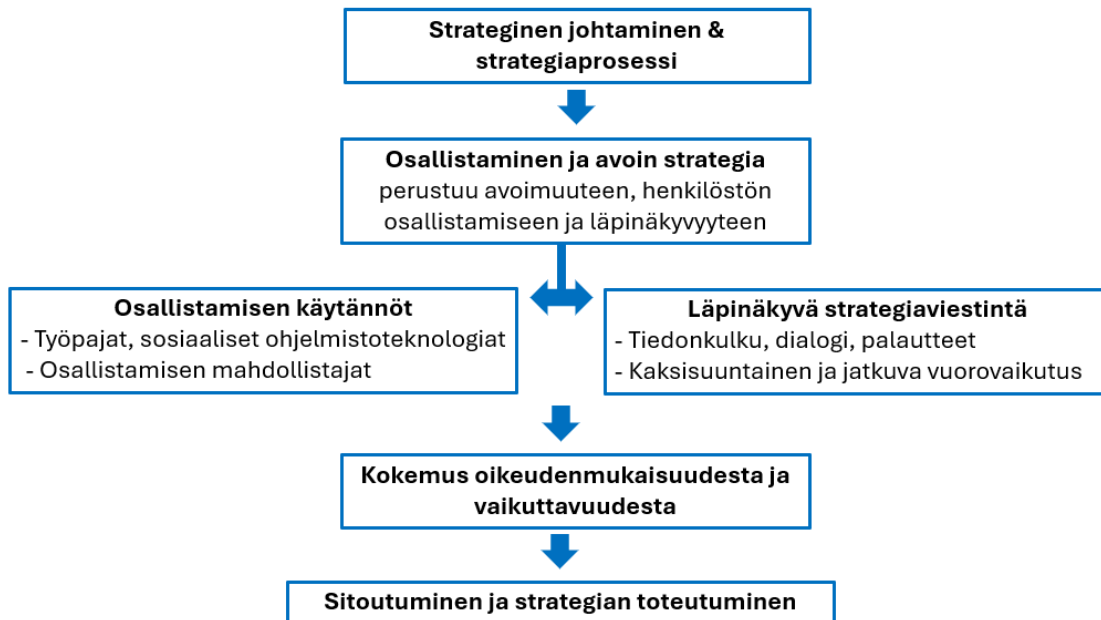 Strateginen johtaminen &
strategiaprosessi
Osallistaminen ja avoin strategia
perustuu avoimuuteen, henkilöstön
osallistamiseen ja läpinäkyvyyteen
Osallistamisen käytännöt
- Työpajat, sosiaaliset ohjelmistoteknologiat
- Osallistamisen mahdollistajat
Läpinäkyvä strategiaviestintä
- Tiedonkulku, dialogi, palautteet
- Kaksisuuntainen ja jatkuva vuorovaikutus
Kokemus oikeudenmukaisuudesta ja
vaikuttavuudesta
Sitoutuminen ja strategian toteutuminen